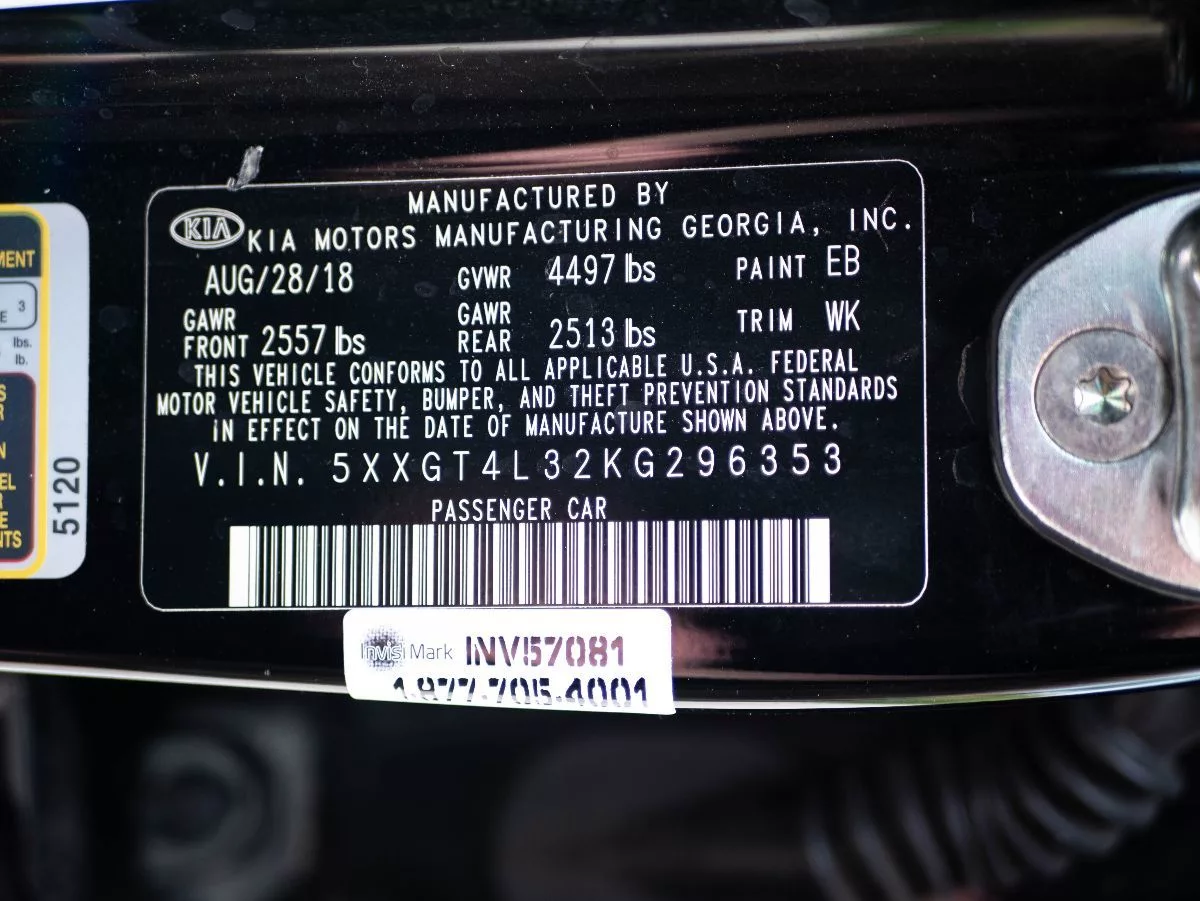 MANUFACTURED BY
KIA KIA MOTORS MANUFACTURING GEORGIA, INC.
AUG/28/18 GVWR 4497 lbs PAINT EB
GAWR FRONT 2557 lbs GAWR REAR 2513 lbs TRIM WK
THIS VEHICLE CONFORMS TO ALL APPLICABLE U.S.A. FEDERAL
MOTOR VEHICLE SAFETY, BUMPER, AND THEFT PREVENTION STANDARDS
IN EFFECT ON THE DATE OF MANUFACTURE SHOWN ABOVE.
V.I.N. 5XXGT4L32KG296353
PASSENGER CAR
InvisiMark INV57081
1.877.705.4001
3
lbs.
lb.
5120